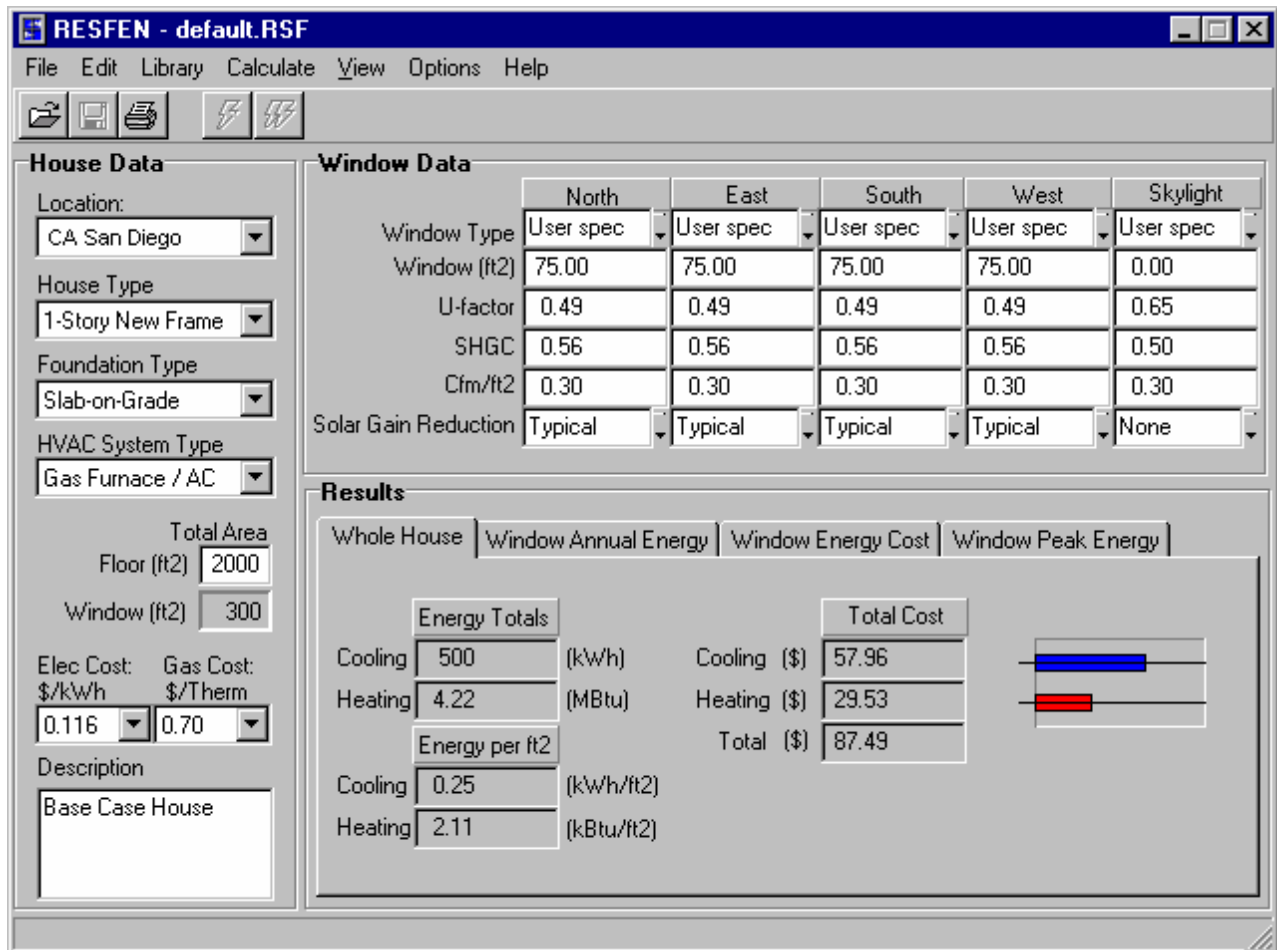 RESFEN - default.RSF
File Edit Library Calculate View Options Help
House Data
Location:
CA San Diego
House Type
1-Story New Frame
Foundation Type
Slab-on-Grade
HVAC System Type
Gas Furnace / AC
Total Area
Floor (ft2) 2000
Window (ft2) 300
Elec Cost: Gas Cost:
$/kWh $/Therm
0.116 0.70
Description
Base Case House
Window Data
North East South West Skylight
Window Type User spec User spec User spec User spec User spec
Window (ft2) 75.00 75.00 75.00 75.00 0.00
U-factor 0.49 0.49 0.49 0.49 0.65
SHGC 0.56 0.56 0.56 0.56 0.50
Cfm/ft2 0.30 0.30 0.30 0.30 0.30
Solar Gain Reduction Typical Typical Typical Typical None
Results
Whole House Window Annual Energy Window Energy Cost Window Peak Energy
Energy Totals Total Cost
Cooling 500 (kWh) Cooling ($) 57.96
Heating 4.22 (MBtu) Heating ($) 29.53
Energy per ft2 Total ($) 87.49
Cooling 0.25 (kWh/ft2)
Heating 2.11 (kBtu/ft2)